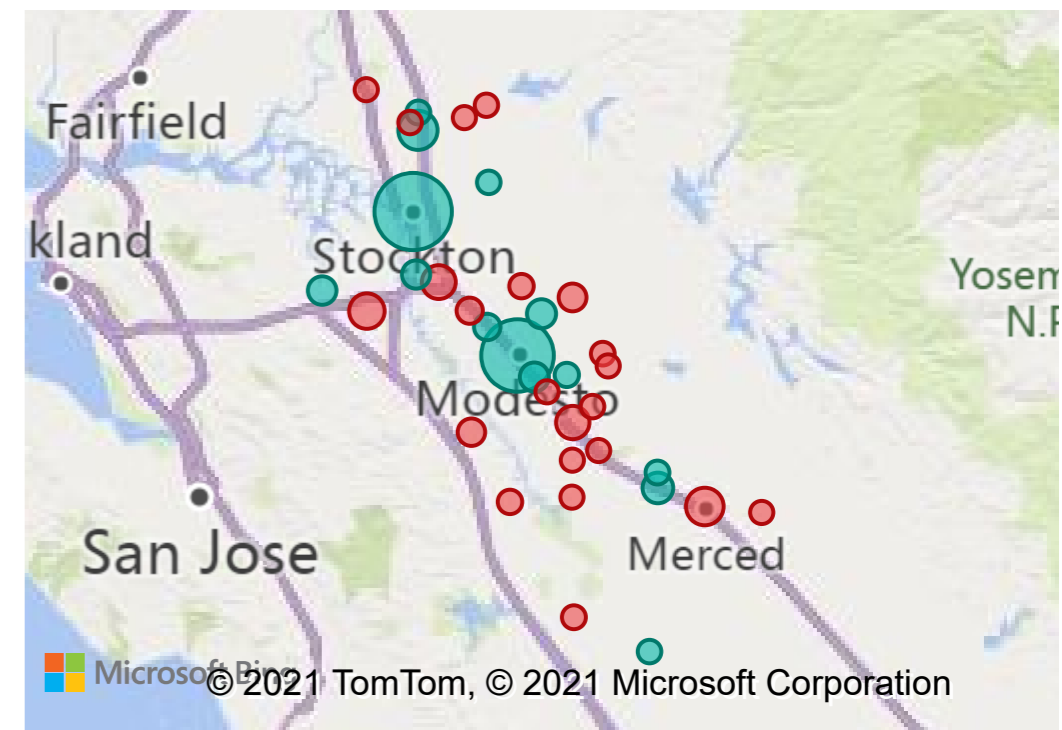 Fairfield
kland
Stockton
Yosem
N.P
Modesto
San Jose
Merced
Microsoft Bing
© 2021 TomTom, © 2021 Microsoft Corporation